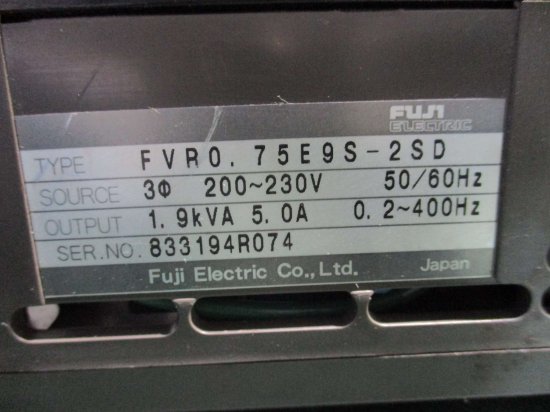 FUJI
ELECTRIC
TYPE FVR0.75E9S-2SD
SOURCE 3Φ 200~230V 50/60Hz
OUTPUT 1.9kVA 5.0A 0.2~400Hz
SER.NO. 833194R074
Fuji Electric Co.,Ltd. Japan